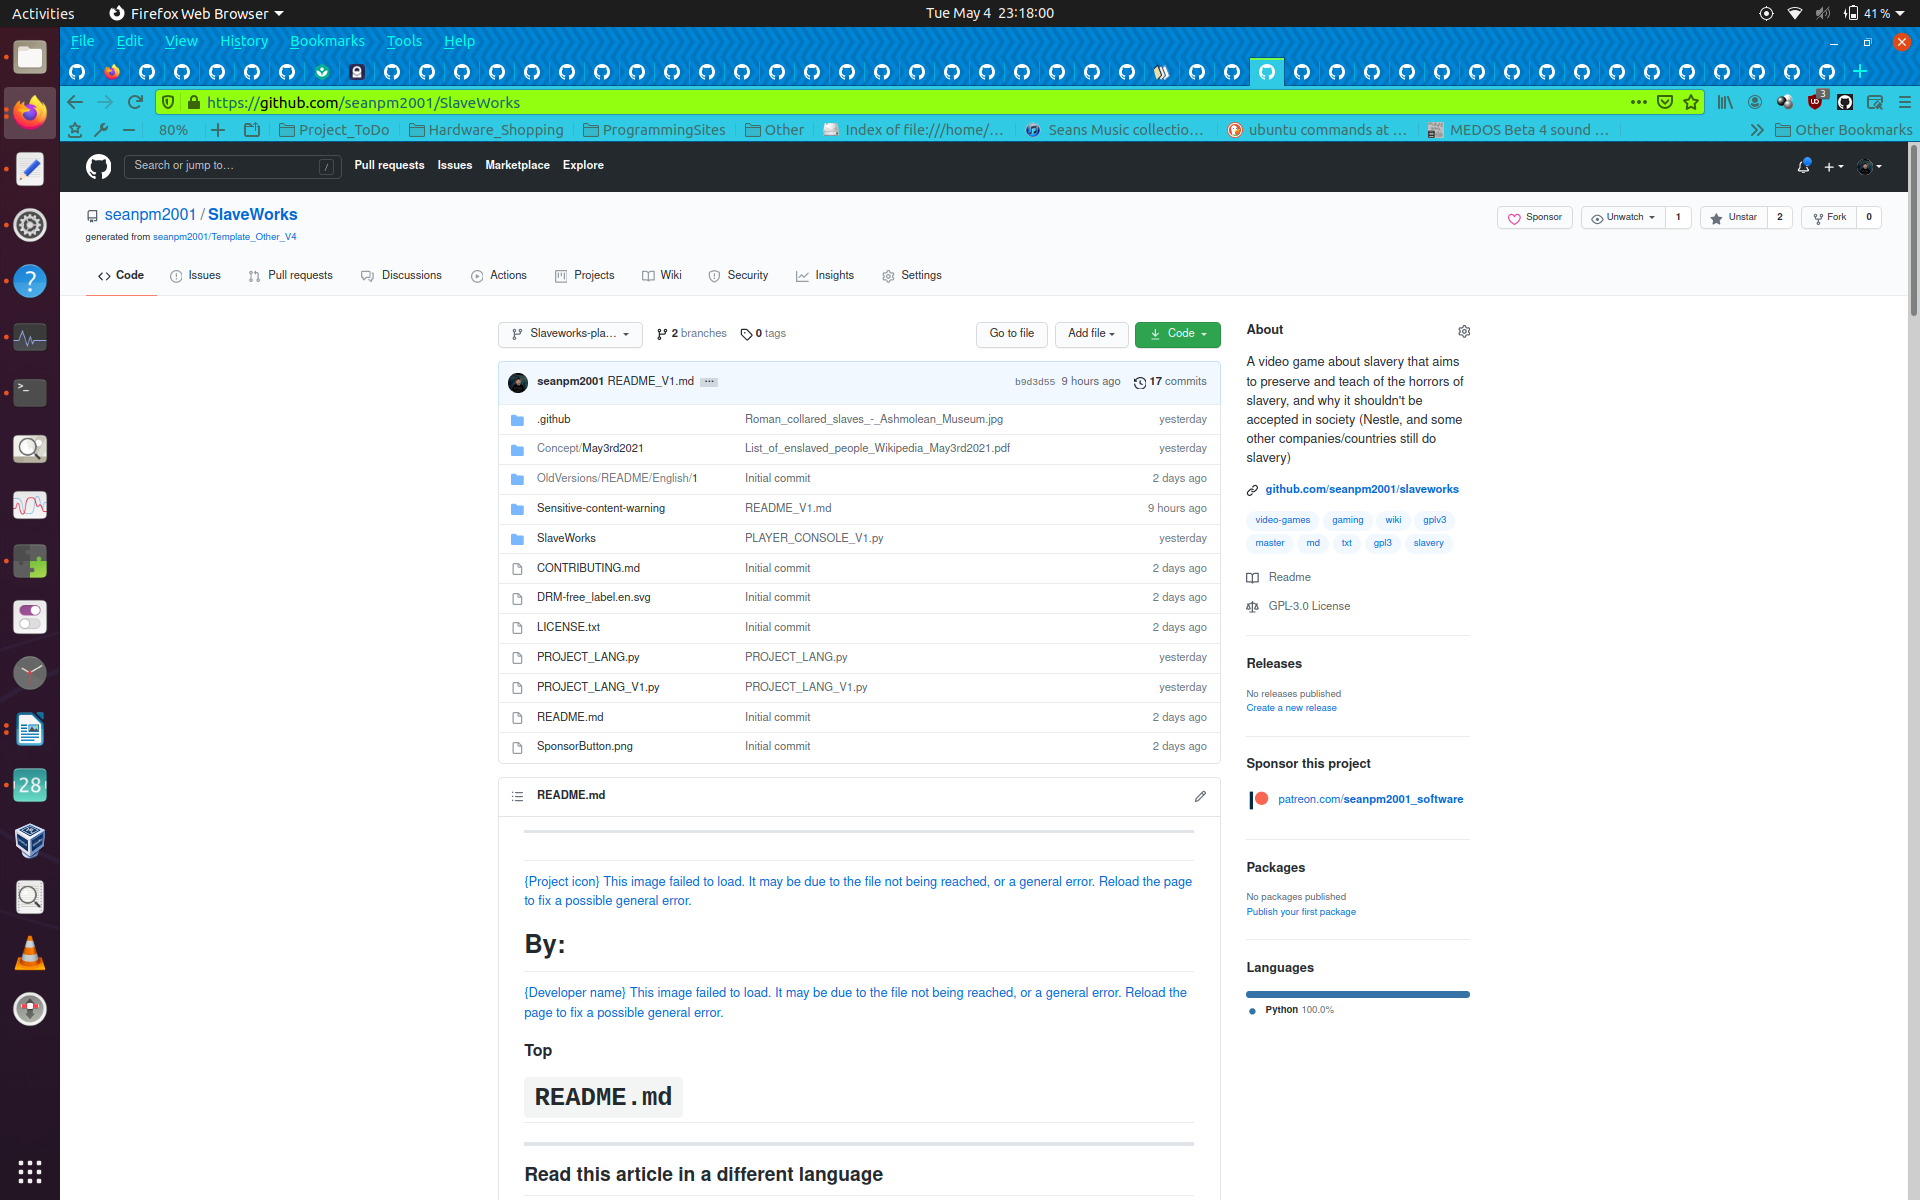 Activities
Firefox Web Browser
Tue May 4 23:18:00
41 %
File Edit View History Bookmarks Tools Help
https://github.com/seanpm2001/SlaveWorks
3
80% Project_ToDo Hardware_Shopping ProgrammingSites Other Index of file:///home/... Seans Music collectio... ubuntu commands at ... MEDOS Beta 4 sound ... Other Bookmarks
Search or jump to... / Pull requests Issues Marketplace Explore
seanpm2001 / SlaveWorks
generated from seanpm2001/Template_Other_V4
Sponsor Unwatch 1 Unstar 2 Fork 0
Code Issues Pull requests Discussions Actions Projects Wiki Security Insights Settings
Slaveworks-pla... 2 branches 0 tags Go to file Add file Code
seanpm2001 README_V1.md ... b9d3d55 9 hours ago 17 commits
.github Roman_collared_slaves_-_Ashmolean_Museum.jpg yesterday
Concept/May3rd2021 List_of_enslaved_people_Wikipedia_May3rd2021.pdf yesterday
OldVersions/README/English/1 Initial commit 2 days ago
Sensitive-content-warning README_V1.md 9 hours ago
SlaveWorks PLAYER_CONSOLE_V1.py yesterday
CONTRIBUTING.md Initial commit 2 days ago
DRM-free_label.en.svg Initial commit 2 days ago
LICENSE.txt Initial commit 2 days ago
PROJECT_LANG.py PROJECT_LANG.py yesterday
PROJECT_LANG_V1.py PROJECT_LANG_V1.py yesterday
README.md Initial commit 2 days ago
SponsorButton.png Initial commit 2 days ago
README.md
{Project icon} This image failed to load. It may be due to the file not being reached, or a general error. Reload the page
to fix a possible general error.
By:
{Developer name} This image failed to load. It may be due to the file not being reached, or a general error. Reload the
page to fix a possible general error.
Top
README.md
Read this article in a different language
About
A video game about slavery that aims
to preserve and teach of the horrors of
slavery, and why it shouldn't be
accepted in society (Nestle, and some
other companies/countries still do
slavery)
github.com/seanpm2001/slaveworks
video-games gaming wiki gplv3
master md txt gpl3 slavery
Readme
GPL-3.0 License
Releases
No releases published
Create a new release
Sponsor this project
patreon.com/seanpm2001_software
Packages
No packages published
Publish your first package
Languages
Python 100.0%
28